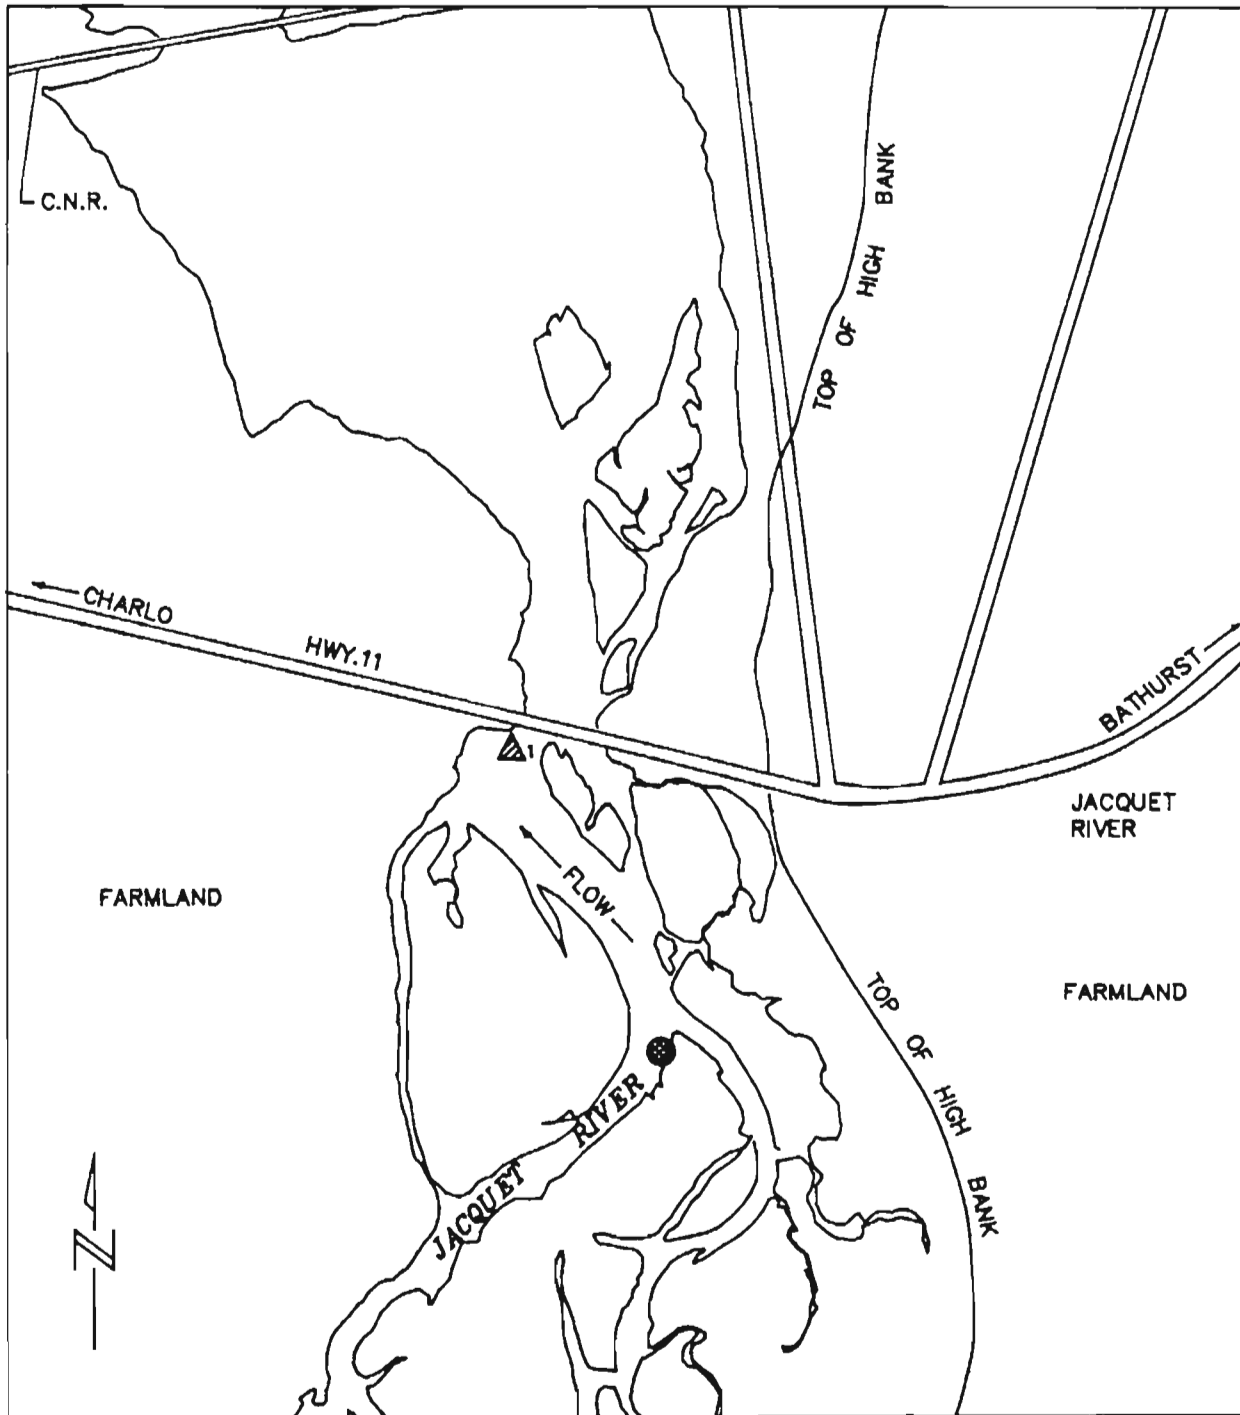 C.N.R.
TOP OF HIGH BANK
CHARLO
HWY.11
BATHURST
1
JACQUET
RIVER
FLOW
FARMLAND
FARMLAND
TOP OF HIGH BANK
JACQUET RIVER
N